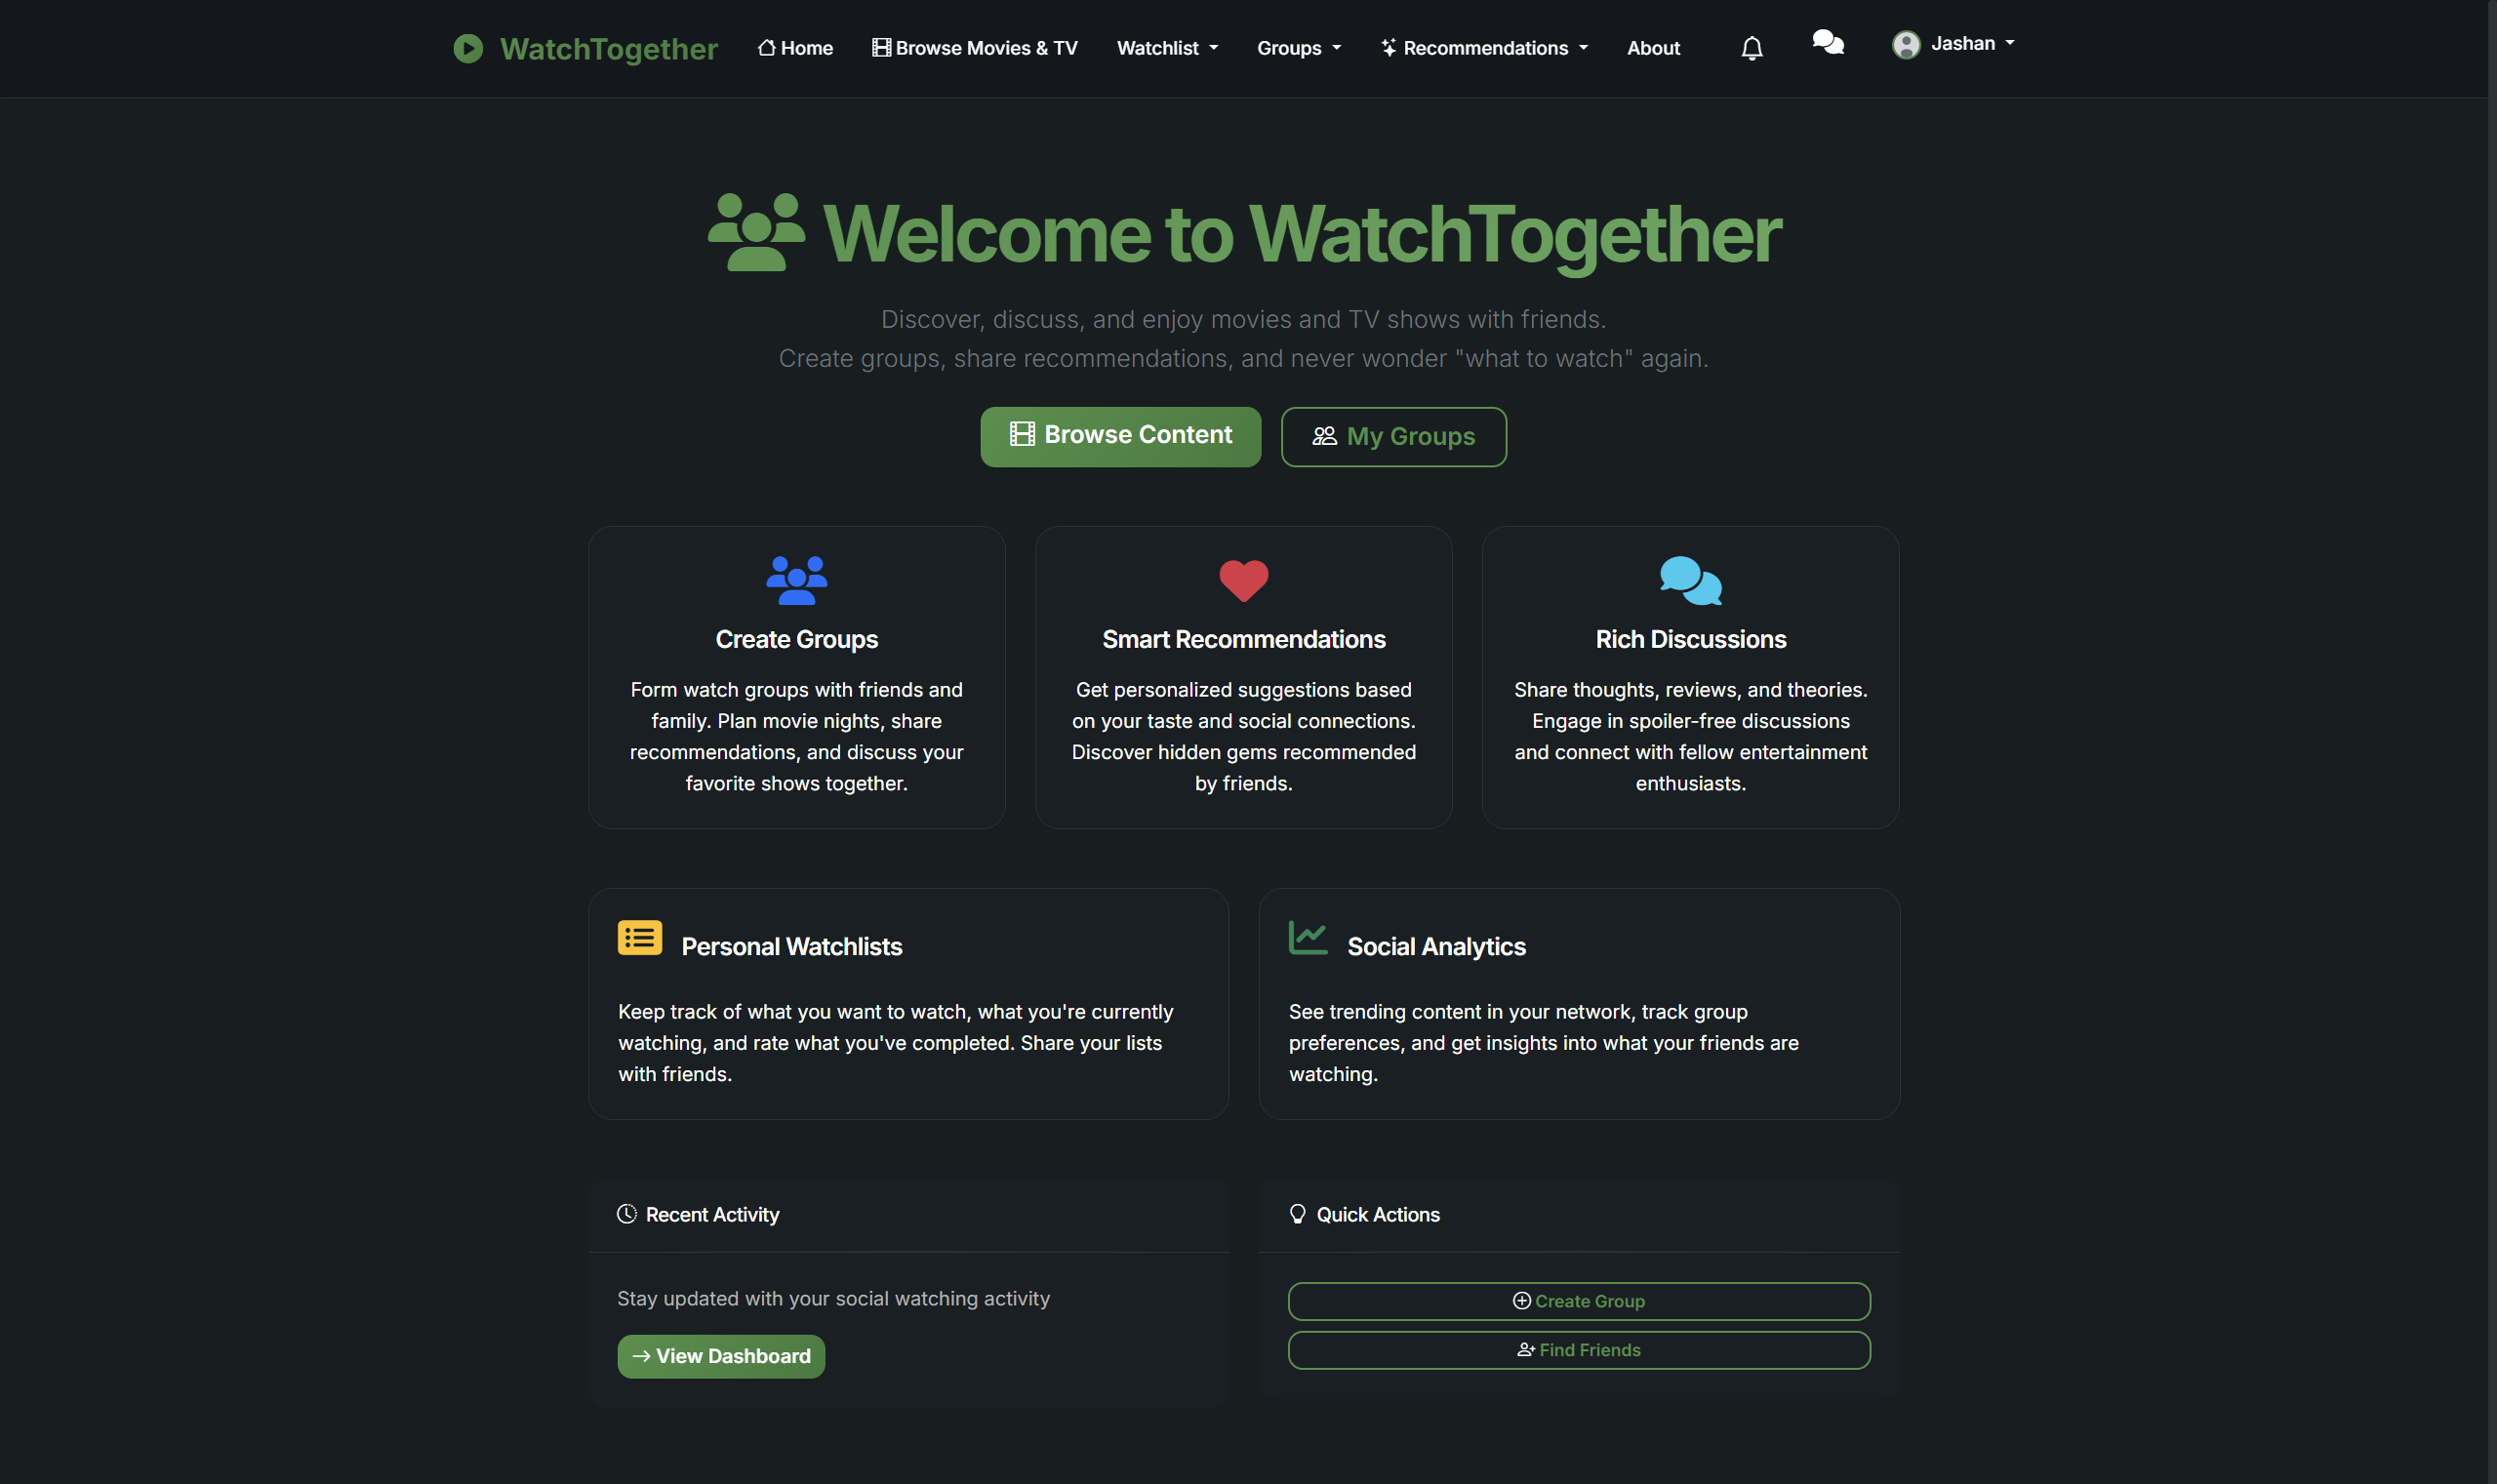 WatchTogether
Home
Browse Movies & TV
Watchlist
Groups
Recommendations
About
Jashan
Welcome to WatchTogether
Discover, discuss, and enjoy movies and TV shows with friends.
Create groups, share recommendations, and never wonder "what to watch" again.
Browse Content
My Groups
Create Groups
Form watch groups with friends and
family. Plan movie nights, share
recommendations, and discuss your
favorite shows together.
Smart Recommendations
Get personalized suggestions based
on your taste and social connections.
Discover hidden gems recommended
by friends.
Rich Discussions
Share thoughts, reviews, and theories.
Engage in spoiler-free discussions
and connect with fellow entertainment
enthusiasts.
Personal Watchlists
Keep track of what you want to watch, what you're currently
watching, and rate what you've completed. Share your lists
with friends.
Social Analytics
See trending content in your network, track group
preferences, and get insights into what your friends are
watching.
Recent Activity
Stay updated with your social watching activity
View Dashboard
Quick Actions
Create Group
Find Friends